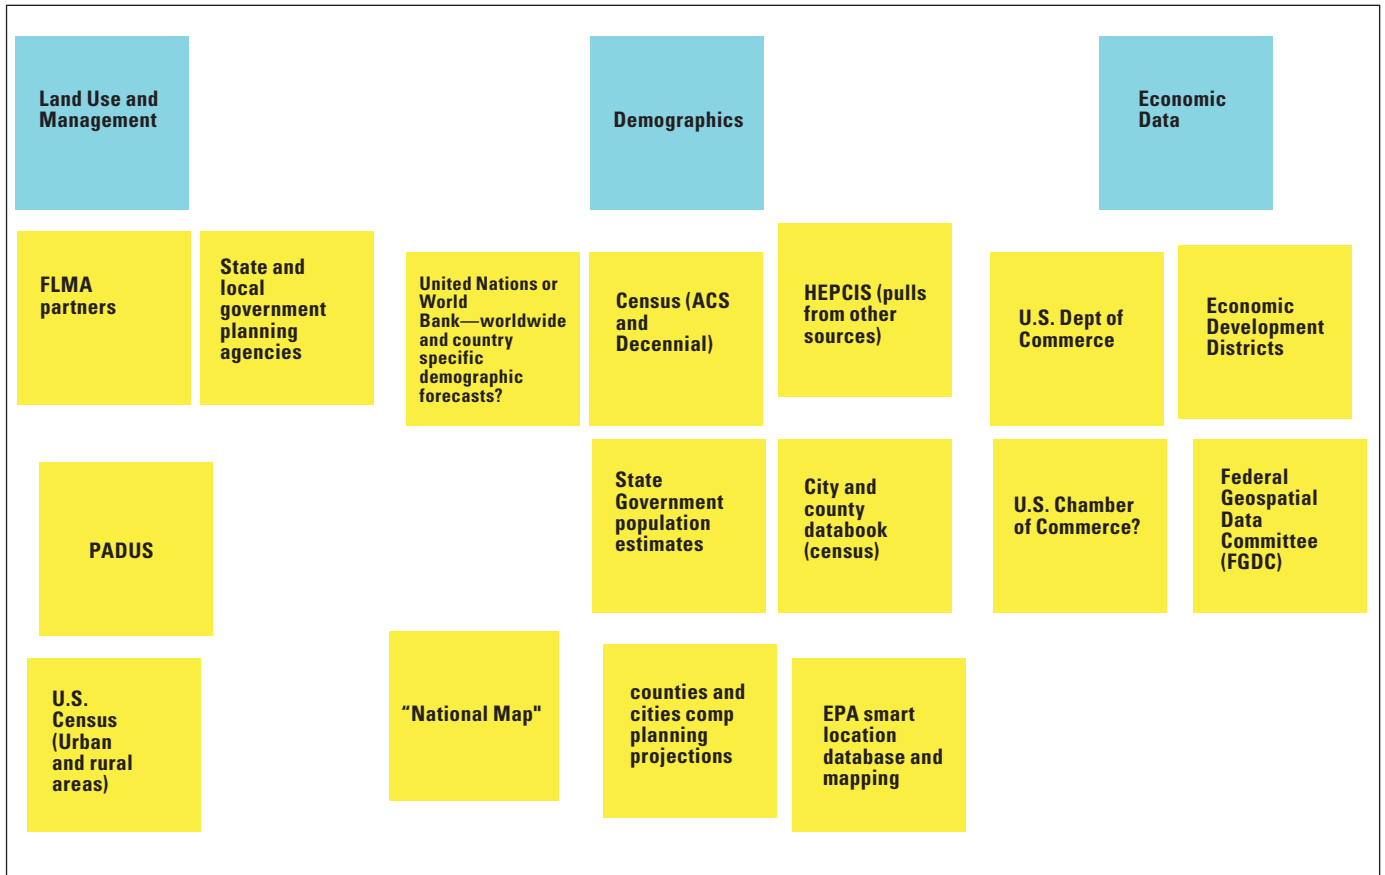 Land Use and
Management
Demographics
Economic
Data
FLMA
partners
State and
local
government
planning
agencies
United Nations or
World
Bank—worldwide
and country
specific
demographic
forecasts?
Census (ACS
and
Decennial)
HEPCIS (pulls
from other
sources)
U.S. Dept of
Commerce
Economic
Development
Districts
PADUS
State
Government
population
estimates
City and
county
databook
(census)
U.S. Chamber
of Commerce?
Federal
Geospatial
Data
Committee
(FGDC)
U.S.
Census
(Urban
and rural
areas)
“National Map"
counties and
cities comp
planning
projections
EPA smart
location
database and
mapping